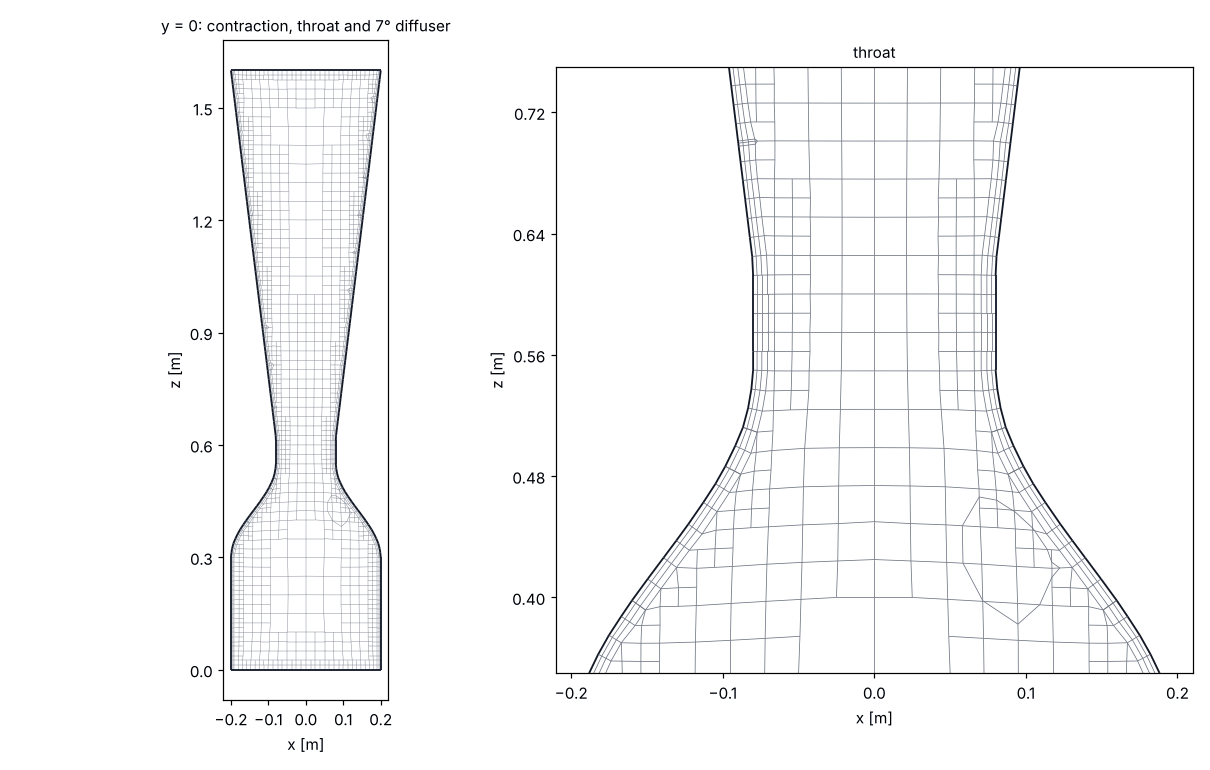 y = 0: contraction, throat and 7° diffuser
1.5
1.2
0.9
0.6
0.3
0.0
z [m]
−0.2 −0.1 0.0 0.1 0.2
x [m]
throat
0.72
0.64
0.56
0.48
0.40
z [m]
−0.2 −0.1 0.0 0.1 0.2
x [m]